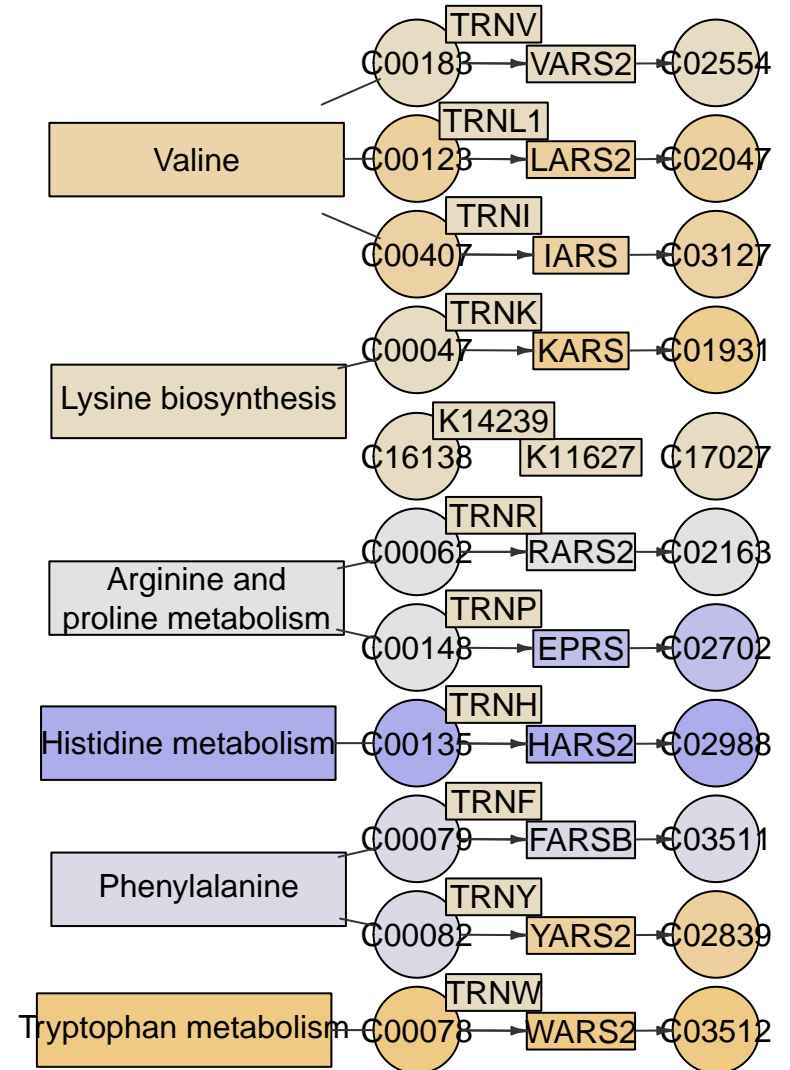 TRNV
C00183 VARS2 C02554
TRNL1
Valine C00123 LARS2 C02047
TRNI
C00407 IARS C03127
TRNK
C00047 KARS C01931
Lysine biosynthesis
K14239
C16138 K11627 C17027
TRNR
C00062 RARS2 C02163
Arginine and
proline metabolism
TRNP
C00148 EPRS C02702
TRNH
Histidine metabolism C00135 HARS2 C02988
TRNF
C00079 FARSB C03511
Phenylalanine
TRNY
C00082 YARS2 C02839
TRNW
Tryptophan metabolism C00078 WARS2 C03512